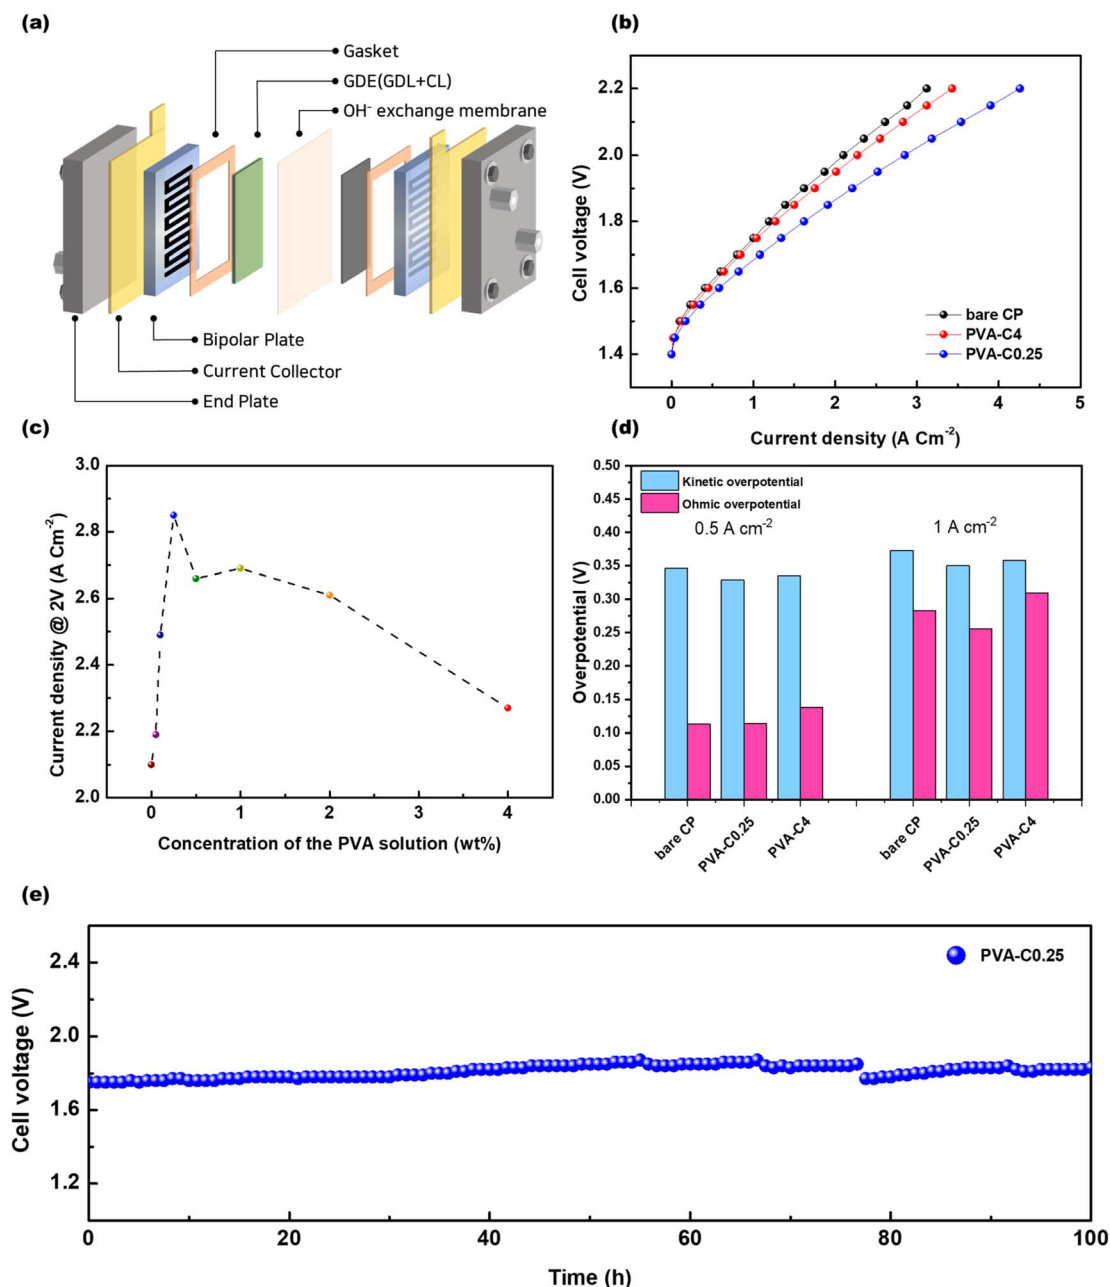 (a)
Gasket
GDE(GDL+CL)
OH⁻ exchange membrane
Bipolar Plate
Current Collector
End Plate
(b)
Cell voltage (V)
2.2
2.0
1.8
1.6
1.4
bare CP
PVA-C4
PVA-C0.25
0 1 2 3 4 5
Current density (A Cm⁻²)
(c)
Current density @ 2V (A Cm⁻²)
3.0
2.8
2.6
2.4
2.2
2.0
0 1 2 3 4
Concentration of the PVA solution (wt%)
(d)
Overpotential (V)
0.50
0.45
0.40
0.35
0.30
0.25
0.20
0.15
0.10
0.05
0.00
Kinetic overpotential
Ohmic overpotential
0.5 A cm⁻² 1 A cm⁻²
bare CP PVA-C0.25 PVA-C4 bare CP PVA-C0.25 PVA-C4
(e)
Cell voltage (V)
2.4
2.0
1.6
1.2
PVA-C0.25
0 20 40 60 80 100
Time (h)